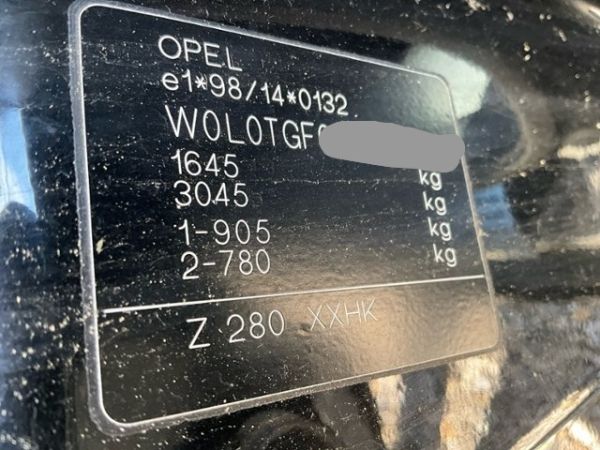 OPEL
e1*98/14*0132
W0L0TGF
1645 kg
3045 kg
1-905 kg
2-780 kg
Z 280 XXHK